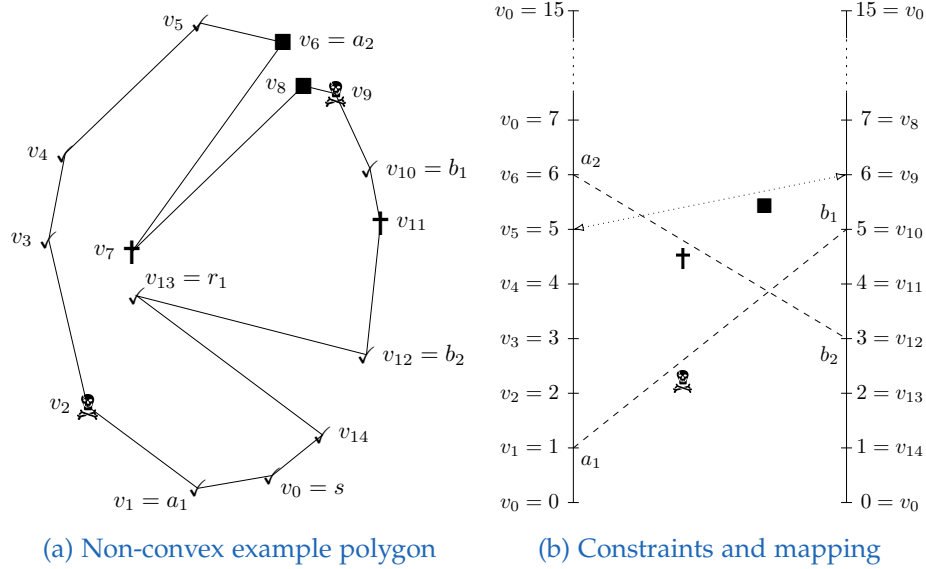 v₅
v₆ = a₂
v₈
v₉
v₄
v₁₀ = b₁
v₁₁
v₃
v₇
v₁₃ = r₁
v₁₂ = b₂
v₂
v₁₄
v₁ = a₁
v₀ = s
(a) Non-convex example polygon
v₀ = 15
15 = v₀
v₀ = 7
7 = v₈
a₂
v₆ = 6
6 = v₉
b₁
v₅ = 5
5 = v₁₀
v₄ = 4
4 = v₁₁
v₃ = 3
3 = v₁₂
b₂
v₂ = 2
2 = v₁₃
v₁ = 1
1 = v₁₄
a₁
v₀ = 0
0 = v₀
(b) Constraints and mapping